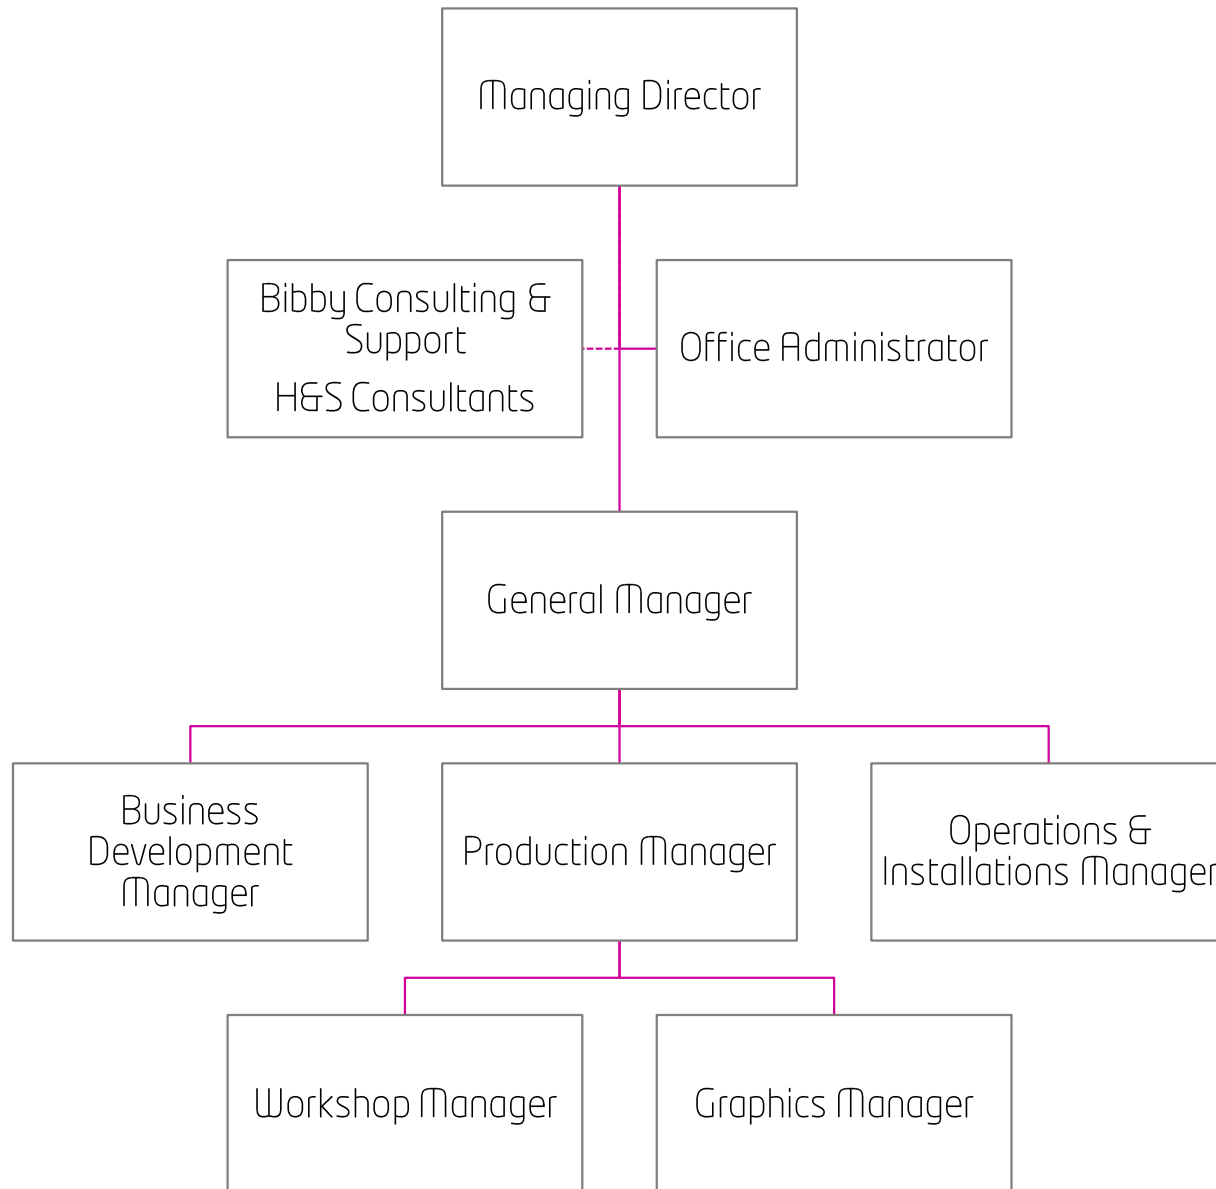 Managing Director
Bibby Consulting &
Support
H&S Consultants
Office Administrator
General Manager
Business
Development
Manager
Production Manager
Operations &
Installations Manager
Workshop Manager
Graphics Manager